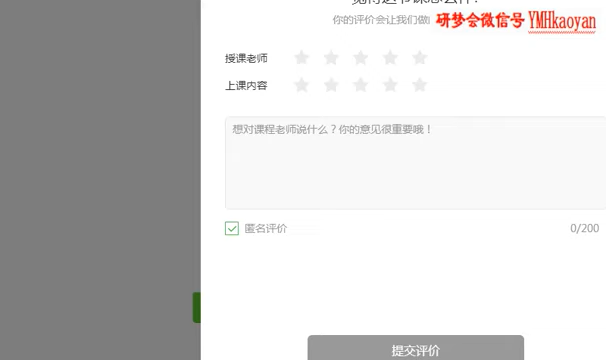 你的评价会让我们做
研梦会微信号 YMHkaoyan
授课老师
上课内容
想对课程老师说什么？你的意见很重要哦！
匿名评价
0/200
提交评价